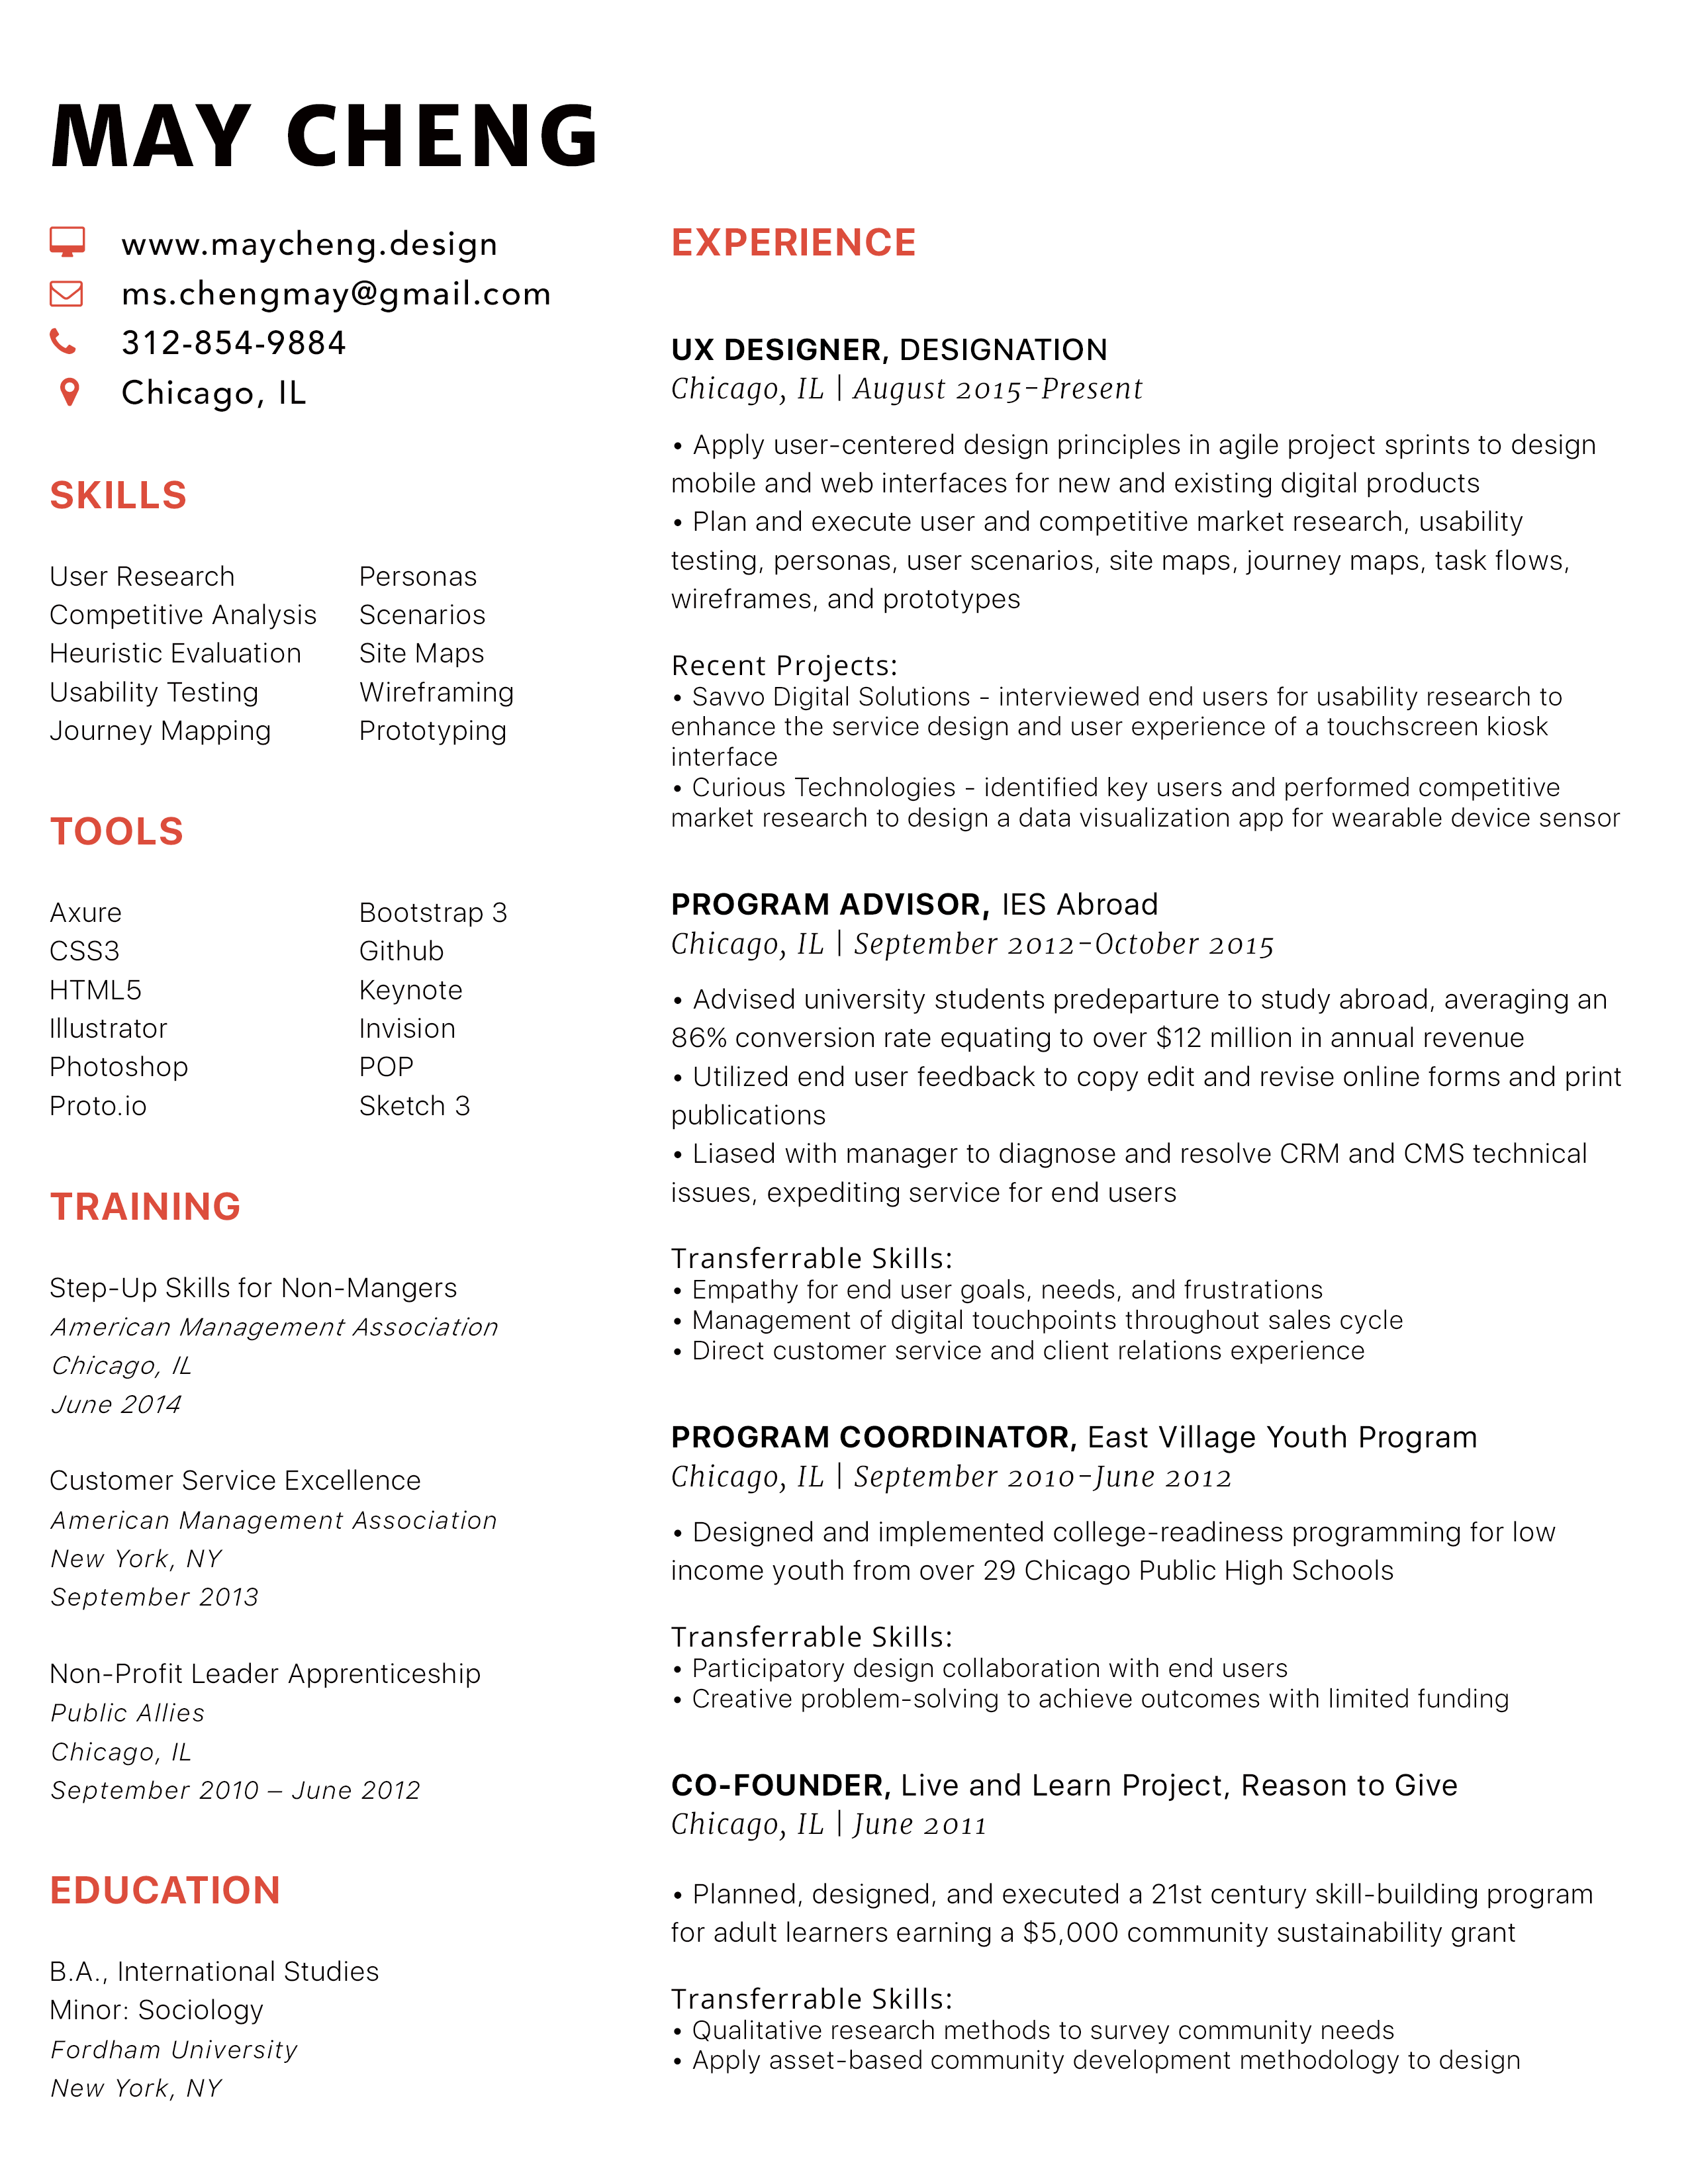 MAY CHENG
www.maycheng.design
ms.chengmay@gmail.com
312-854-9884
Chicago, IL
SKILLS
User Research
Competitive Analysis
Heuristic Evaluation
Usability Testing
Journey Mapping
Personas
Scenarios
Site Maps
Wireframing
Prototyping
TOOLS
Axure
CSS3
HTML5
Illustrator
Photoshop
Proto.io
Bootstrap 3
Github
Keynote
Invision
POP
Sketch 3
TRAINING
Step-Up Skills for Non-Mangers
American Management Association
Chicago, IL
June 2014
Customer Service Excellence
American Management Association
New York, NY
September 2013
Non-Profit Leader Apprenticeship
Public Allies
Chicago, IL
September 2010 – June 2012
EDUCATION
B.A., International Studies
Minor: Sociology
Fordham University
New York, NY
EXPERIENCE
UX DESIGNER, DESIGNATION
Chicago, IL | August 2015-Present
• Apply user-centered design principles in agile project sprints to design
mobile and web interfaces for new and existing digital products
• Plan and execute user and competitive market research, usability
testing, personas, user scenarios, site maps, journey maps, task flows,
wireframes, and prototypes
Recent Projects:
• Savvo Digital Solutions - interviewed end users for usability research to
enhance the service design and user experience of a touchscreen kiosk
interface
• Curious Technologies - identified key users and performed competitive
market research to design a data visualization app for wearable device sensor
PROGRAM ADVISOR, IES Abroad
Chicago, IL | September 2012-October 2015
• Advised university students predeparture to study abroad, averaging an
86% conversion rate equating to over $12 million in annual revenue
• Utilized end user feedback to copy edit and revise online forms and print
publications
• Liased with manager to diagnose and resolve CRM and CMS technical
issues, expediting service for end users
Transferrable Skills:
• Empathy for end user goals, needs, and frustrations
• Management of digital touchpoints throughout sales cycle
• Direct customer service and client relations experience
PROGRAM COORDINATOR, East Village Youth Program
Chicago, IL | September 2010-June 2012
• Designed and implemented college-readiness programming for low
income youth from over 29 Chicago Public High Schools
Transferrable Skills:
• Participatory design collaboration with end users
• Creative problem-solving to achieve outcomes with limited funding
CO-FOUNDER, Live and Learn Project, Reason to Give
Chicago, IL | June 2011
• Planned, designed, and executed a 21st century skill-building program
for adult learners earning a $5,000 community sustainability grant
Transferrable Skills:
• Qualitative research methods to survey community needs
• Apply asset-based community development methodology to design